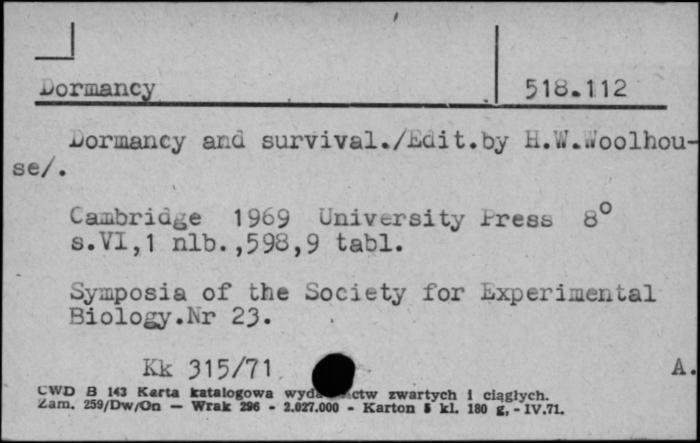 Dormancy 518.112
Dormancy and survival./Edit.by H.W.Woolhou-
se/.
Cambridge 1969 University Press 8°
s.VI,1 nlb.,598,9 tabl.
Symposia of the Society for Experimental
Biology.Nr 23.
Kk 315/71 A.
CWD B 143 Karta katalogowa wydawnictw zwartych i ciągłych.
Zam. 259/Dw/On — Wrak 296 - 2.027.000 - Karton 5 kl. 180 g, - IV.71.